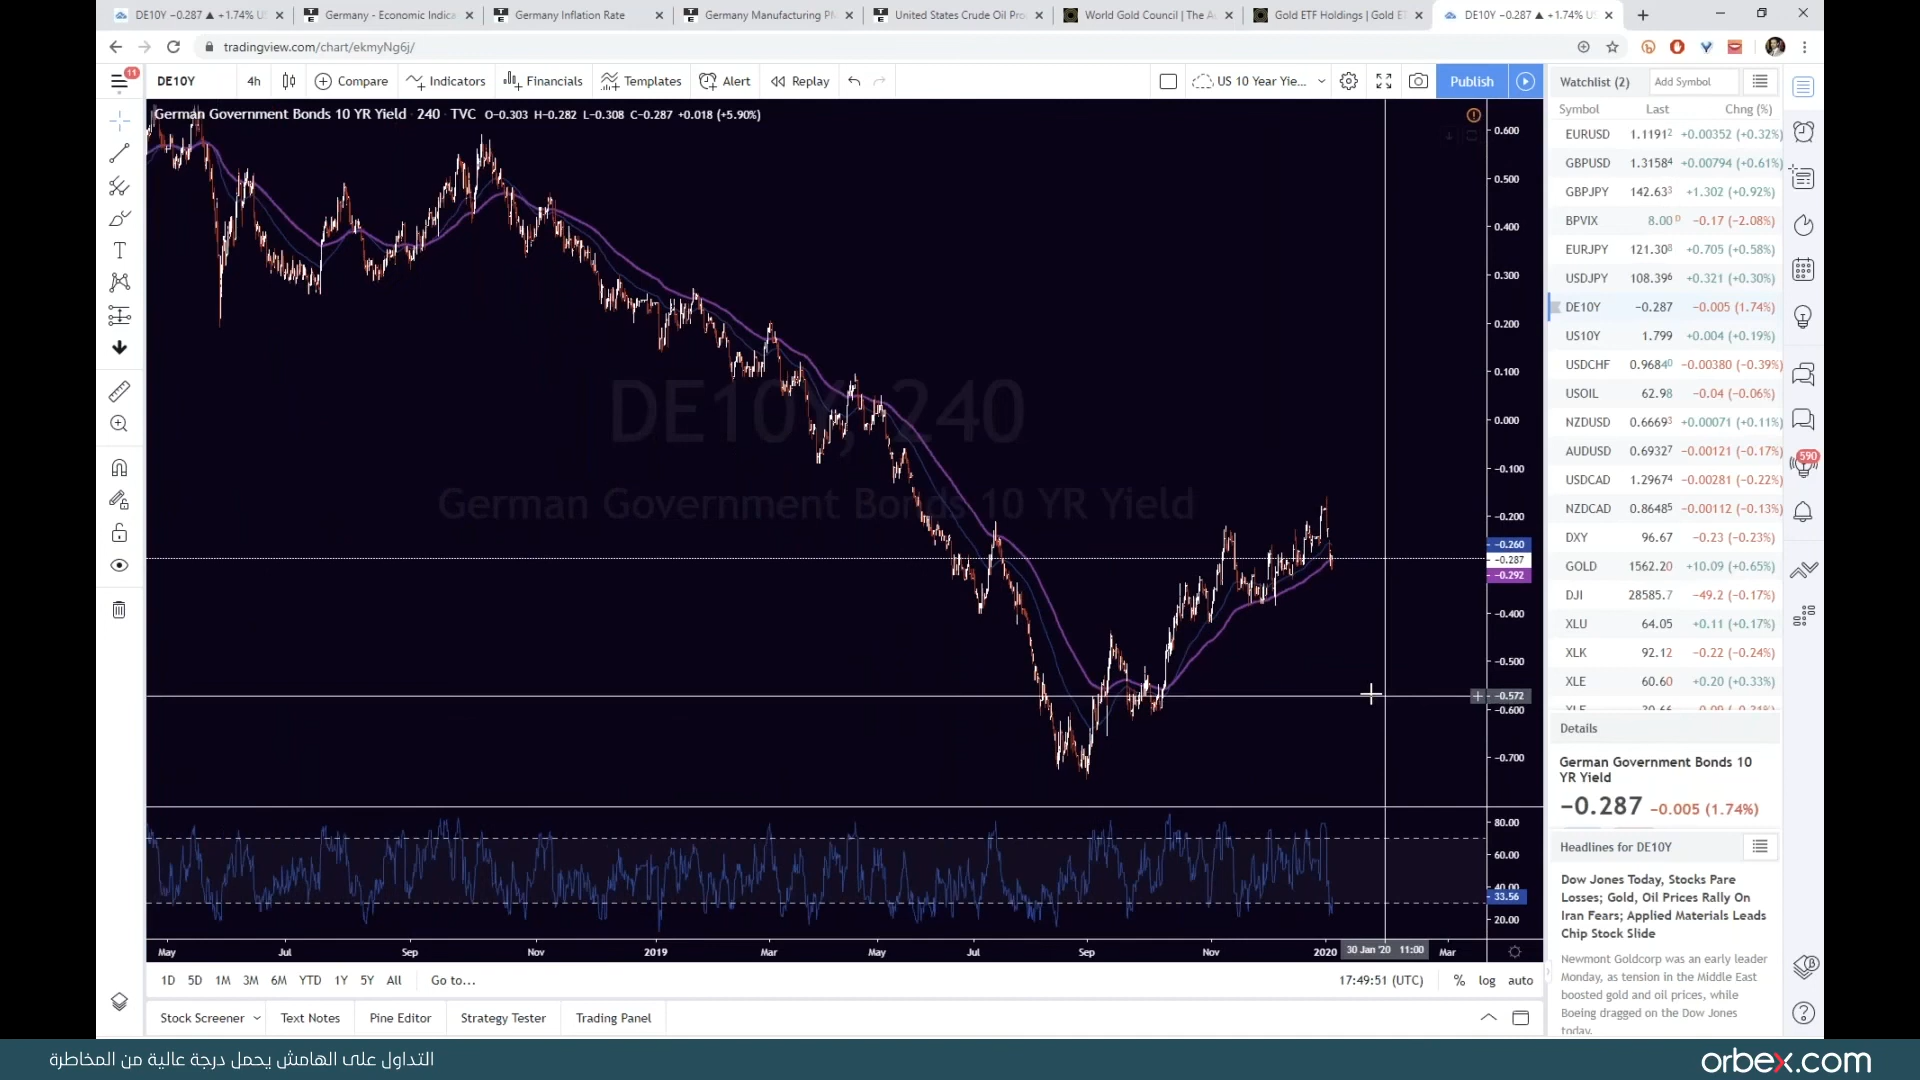 DE10Y −0.287 ▲ +1.74% U
Germany - Economic Indica
Germany Inflation Rate
Germany Manufacturing PM
United States Crude Oil Pro
World Gold Council | The A
Gold ETF Holdings | Gold ET
DE10Y −0.287 ▲ +1.74% U
tradingview.com/chart/ekmyNg6j/
11
DE10Y 4h Compare Indicators Financials Templates Alert Replay US 10 Year Yie... Publish
German Government Bonds 10 YR Yield 240 TVC O−0.303 H−0.282 L−0.308 C−0.287 +0.018 (+5.90%)
DE10Y, 240
German Government Bonds 10 YR Yield
0.600
0.500
0.400
0.300
0.200
0.100
0.000
−0.100
−0.200
−0.260
−0.287
−0.292
−0.400
−0.500
−0.572
−0.600
−0.700
80.00
60.00
40.00
33.56
20.00
May Jul Sep Nov 2019 Mar May Jul Sep Nov 2020 30 Jan '20 11:00 Mar
1D 5D 1M 3M 6M YTD 1Y 5Y All Go to... 17:49:51 (UTC) % log auto
Stock Screener Text Notes Pine Editor Strategy Tester Trading Panel
Watchlist (2) Add Symbol
Symbol Last Chng (%)
EURUSD 1.1191² +0.00352 (+0.32%)
GBPUSD 1.3158⁴ +0.00794 (+0.61%)
GBPJPY 142.63³ +1.302 (+0.92%)
BPVIX 8.00 D −0.17 (−2.08%)
EURJPY 121.30⁸ +0.705 (+0.58%)
USDJPY 108.39⁶ +0.321 (+0.30%)
DE10Y −0.287 −0.005 (1.74%)
US10Y 1.799 +0.004 (+0.19%)
USDCHF 0.9684⁰ −0.00380 (−0.39%)
USOIL 62.98 −0.04 (−0.06%)
NZDUSD 0.6669³ +0.00071 (+0.11%)
AUDUSD 0.6932⁷ −0.00121 (−0.17%)
USDCAD 1.2967⁴ −0.00281 (−0.22%)
NZDCAD 0.8648⁵ −0.00112 (−0.13%)
DXY 96.67 −0.23 (−0.23%)
GOLD 1562.20 +10.09 (+0.65%)
DJI 28585.7 −49.2 (−0.17%)
XLU 64.05 +0.11 (+0.17%)
XLK 92.12 −0.22 (−0.24%)
XLE 60.60 +0.20 (+0.33%)
Details
German Government Bonds 10
YR Yield
−0.287 −0.005 (1.74%)
Headlines for DE10Y
Dow Jones Today, Stocks Pare
Losses; Gold, Oil Prices Rally On
Iran Fears; Applied Materials Leads
Chip Stock Slide
Newmont Goldcorp was an early leader
Monday, as tension in the Middle East
boosted gold and oil prices, while
Boeing dragged on the Dow Jones
today.
590
التداول على الهامش يحمل درجة عالية من المخاطرة
orbex.com